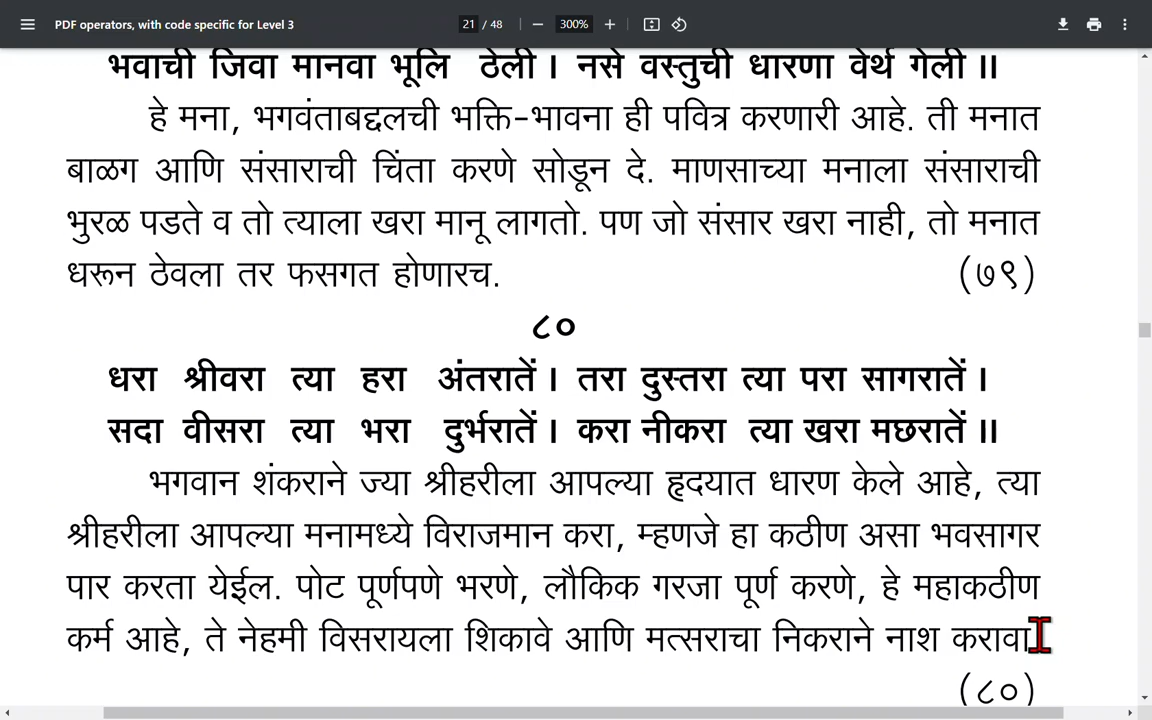 PDF operators, with code specific for Level 3
21 / 48
300%
भवाची जिवा मानवा भूलि ठेली । नसे वस्तुची धारणा वेर्थ गेली ॥
हे मना, भगवंताबद्दलची भक्ति-भावना ही पवित्र करणारी आहे. ती मनात
बाळग आणि संसाराची चिंता करणे सोडून दे. माणसाच्या मनाला संसाराची
भुरळ पडते व तो त्याला खरा मानू लागतो. पण जो संसार खरा नाही, तो मनात
धरून ठेवला तर फसगत होणारच. (७९)
८०
धरा श्रीवरा त्या हरा अंतरातें । तरा दुस्तरा त्या परा सागरातें ।
सदा वीसरा त्या भरा दुर्भरातें । करा नीकरा त्या खरा मछरातें ॥
भगवान शंकराने ज्या श्रीहरीला आपल्या हृदयात धारण केले आहे, त्या
श्रीहरीला आपल्या मनामध्ये विराजमान करा, म्हणजे हा कठीण असा भवसागर
पार करता येईल. पोट पूर्णपणे भरणे, लौकिक गरजा पूर्ण करणे, हे महाकठीण
कर्म आहे, ते नेहमी विसरायला शिकावे आणि मत्सराचा निकराने नाश करावा
(८०)